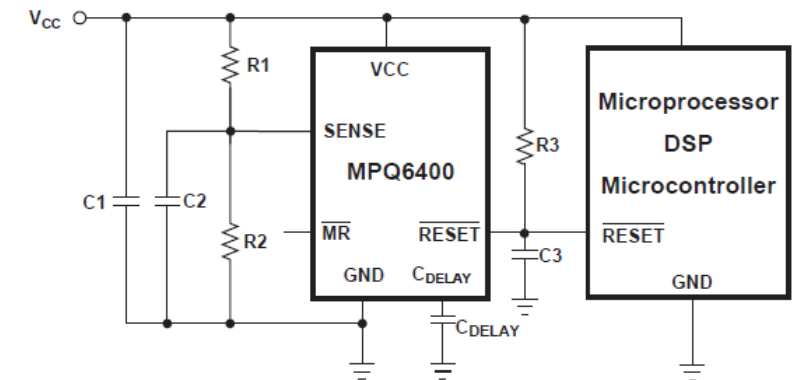 VCC
R1
VCC
SENSE
MPQ6400
C1
C2
R2
MR
RESET
GND
CDELAY
CDELAY
R3
C3
Microprocessor
DSP
Microcontroller
RESET
GND